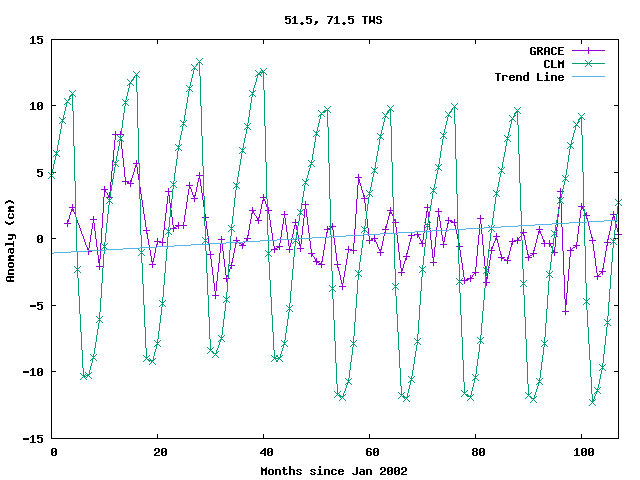 51.5, 71.5 TWS
GRACE
CLM
Trend Line
15
10
5
0
-5
-10
-15
Anomaly (cm)
0 20 40 60 80 100
Months since Jan 2002